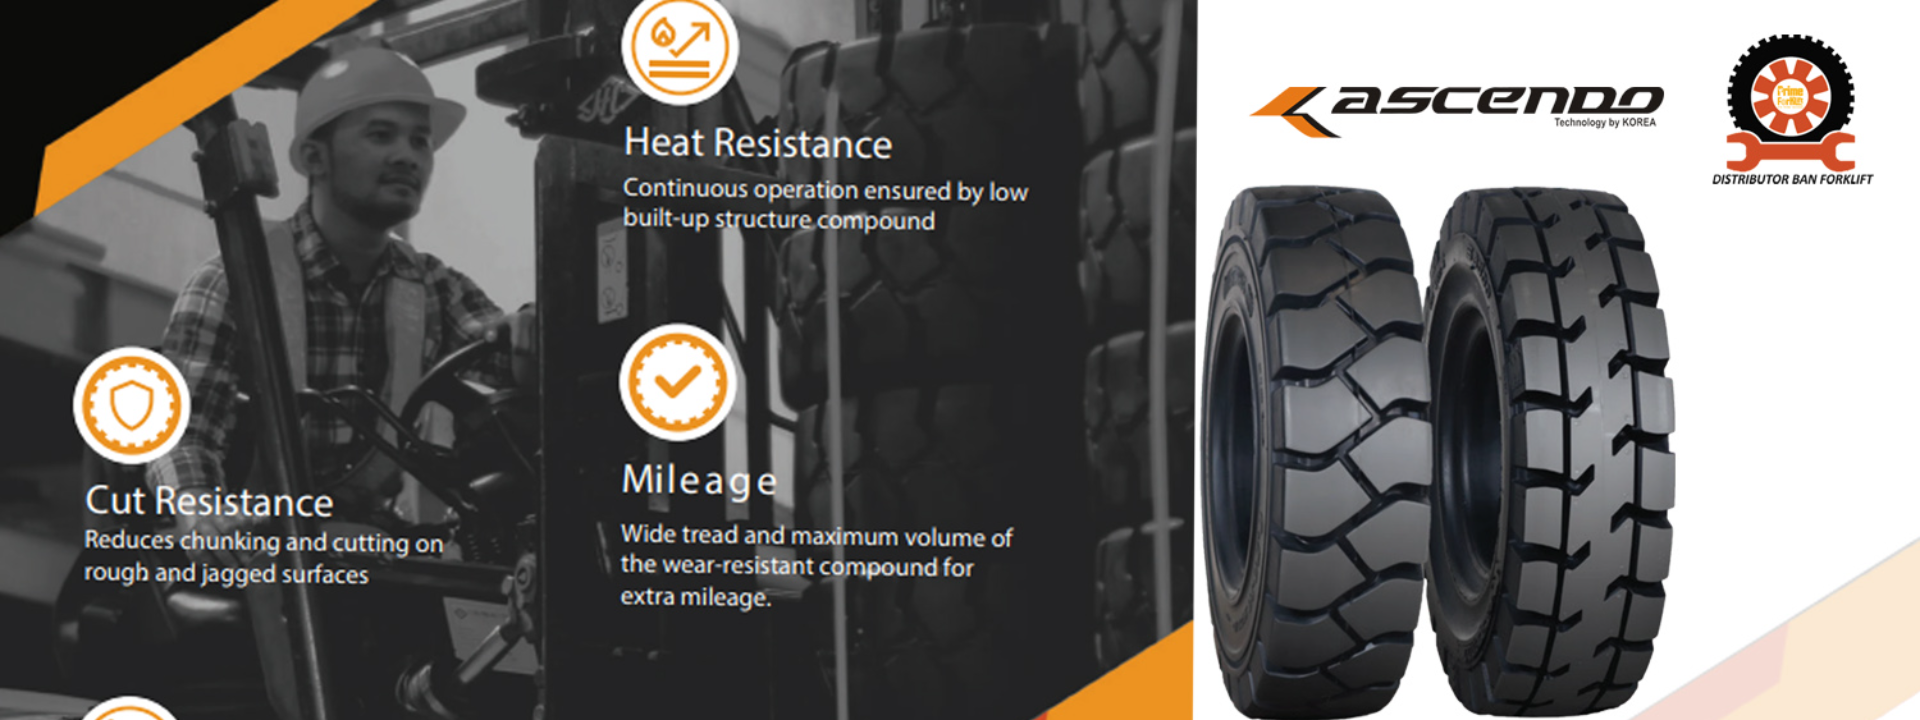 Heat Resistance
Continuous operation ensured by low
built-up structure compound
Cut Resistance
Reduces chunking and cutting on
rough and jagged surfaces
Mileage
Wide tread and maximum volume of
the wear-resistant compound for
extra mileage.
ascendo
Technology by KOREA
Prime
Forklift
DISTRIBUTOR BAN FORKLIFT